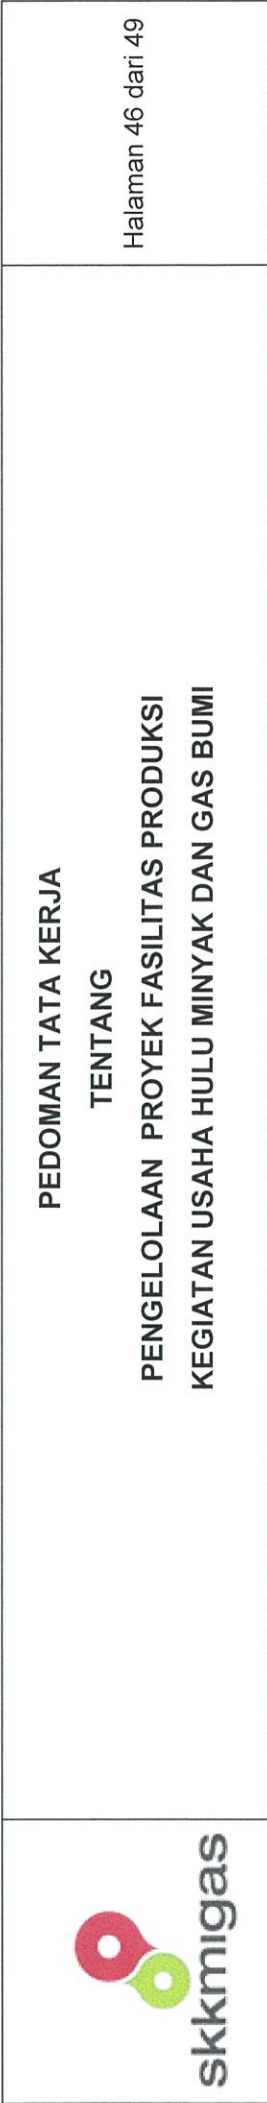 skkmigas
PEDOMAN TATA KERJA
TENTANG
PENGELOLAAN PROYEK FASILITAS PRODUKSI
KEGIATAN USAHA HULU MINYAK DAN GAS BUMI
Halaman 46 dari 49